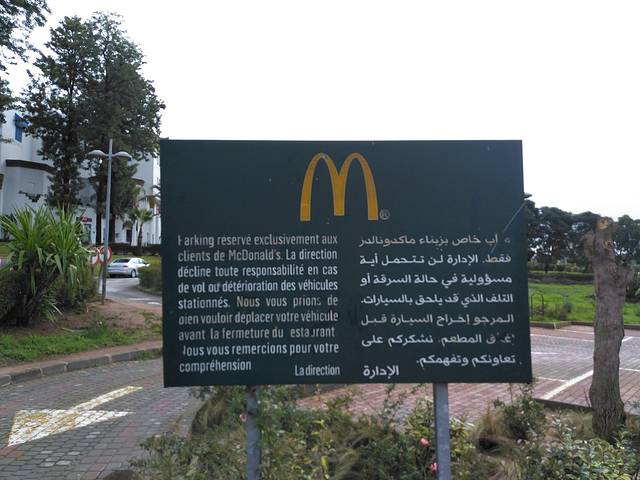 M®
Parking réservé exclusivement aux
clients de McDonald's. La direction
décline toute responsabilité en cas
de vol ou détérioration des véhicules
stationnés. Nous vous prions de
bien vouloir déplacer votre véhicule
avant la fermeture du restaurant
Nous vous remercions pour votre
compréhension
La direction
مرآب خاص بزبناء ماكدونالدز
فقط. الإدارة لن تتحمل أية
مسؤولية في حالة السرقة أو
التلف الذي قد يلحق بالسيارات.
المرجو إخراج السيارة قبل
إغلاق المطعم. نشكركم على
تعاونكم وتفهمكم.
الإدارة